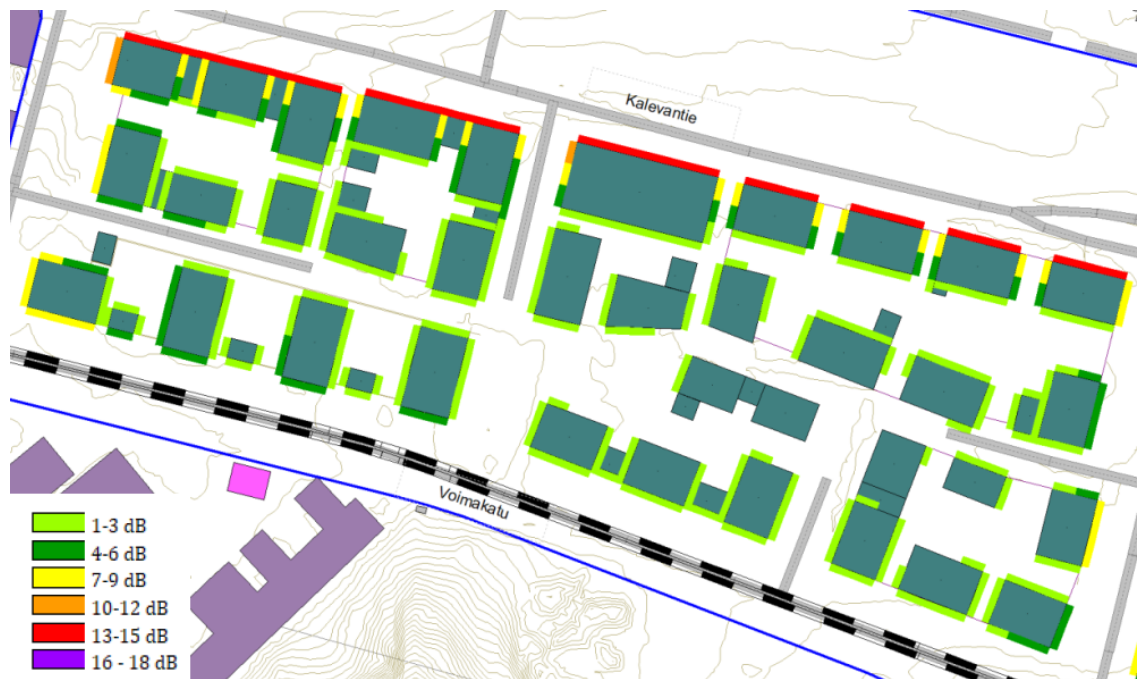 Kalevantie
Voimakatu
1-3 dB
4-6 dB
7-9 dB
10-12 dB
13-15 dB
16 - 18 dB